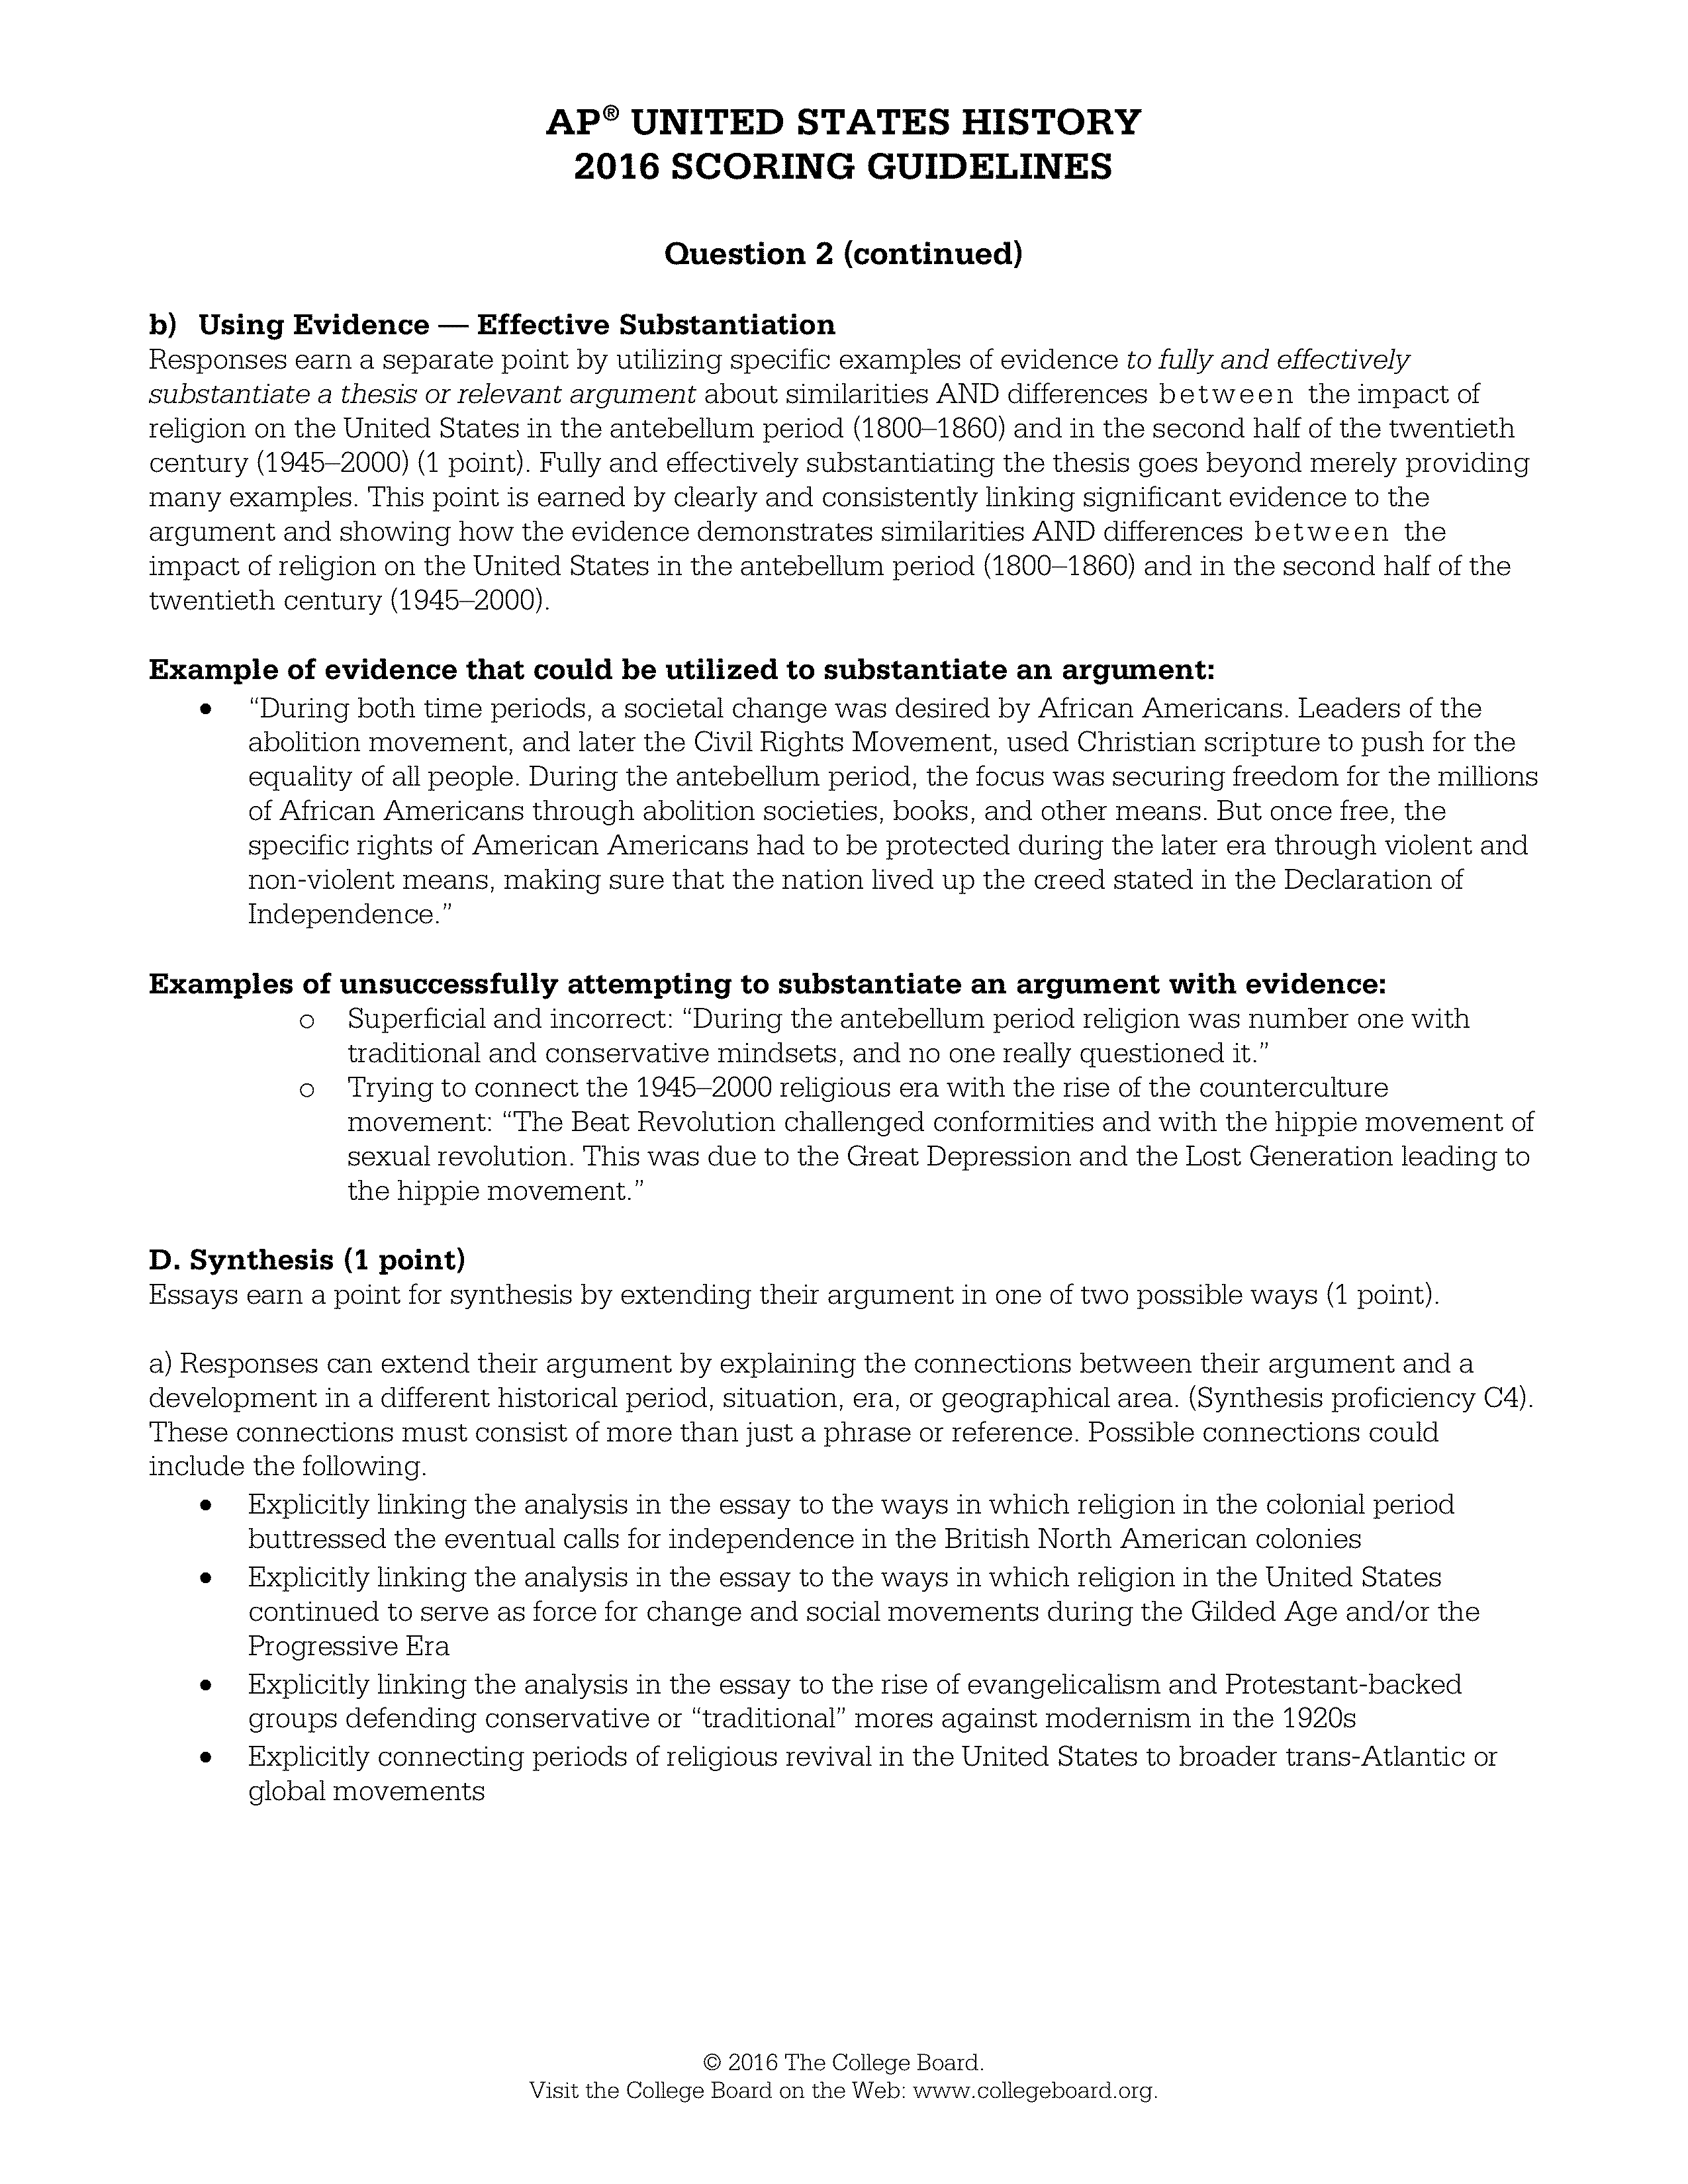 AP® UNITED STATES HISTORY
2016 SCORING GUIDELINES
Question 2 (continued)
b) Using Evidence — Effective Substantiation
Responses earn a separate point by utilizing specific examples of evidence to fully and effectively
substantiate a thesis or relevant argument about similarities AND differences between the impact of
religion on the United States in the antebellum period (1800–1860) and in the second half of the twentieth
century (1945–2000) (1 point). Fully and effectively substantiating the thesis goes beyond merely providing
many examples. This point is earned by clearly and consistently linking significant evidence to the
argument and showing how the evidence demonstrates similarities AND differences between the
impact of religion on the United States in the antebellum period (1800–1860) and in the second half of the
twentieth century (1945–2000).
Example of evidence that could be utilized to substantiate an argument:
• “During both time periods, a societal change was desired by African Americans. Leaders of the
abolition movement, and later the Civil Rights Movement, used Christian scripture to push for the
equality of all people. During the antebellum period, the focus was securing freedom for the millions
of African Americans through abolition societies, books, and other means. But once free, the
specific rights of American Americans had to be protected during the later era through violent and
non-violent means, making sure that the nation lived up the creed stated in the Declaration of
Independence.”
Examples of unsuccessfully attempting to substantiate an argument with evidence:
o Superficial and incorrect: “During the antebellum period religion was number one with
traditional and conservative mindsets, and no one really questioned it.”
o Trying to connect the 1945–2000 religious era with the rise of the counterculture
movement: “The Beat Revolution challenged conformities and with the hippie movement of
sexual revolution. This was due to the Great Depression and the Lost Generation leading to
the hippie movement.”
D. Synthesis (1 point)
Essays earn a point for synthesis by extending their argument in one of two possible ways (1 point).
a) Responses can extend their argument by explaining the connections between their argument and a
development in a different historical period, situation, era, or geographical area. (Synthesis proficiency C4).
These connections must consist of more than just a phrase or reference. Possible connections could
include the following.
• Explicitly linking the analysis in the essay to the ways in which religion in the colonial period
buttressed the eventual calls for independence in the British North American colonies
• Explicitly linking the analysis in the essay to the ways in which religion in the United States
continued to serve as force for change and social movements during the Gilded Age and/or the
Progressive Era
• Explicitly linking the analysis in the essay to the rise of evangelicalism and Protestant-backed
groups defending conservative or “traditional” mores against modernism in the 1920s
• Explicitly connecting periods of religious revival in the United States to broader trans-Atlantic or
global movements
© 2016 The College Board.
Visit the College Board on the Web: www.collegeboard.org.